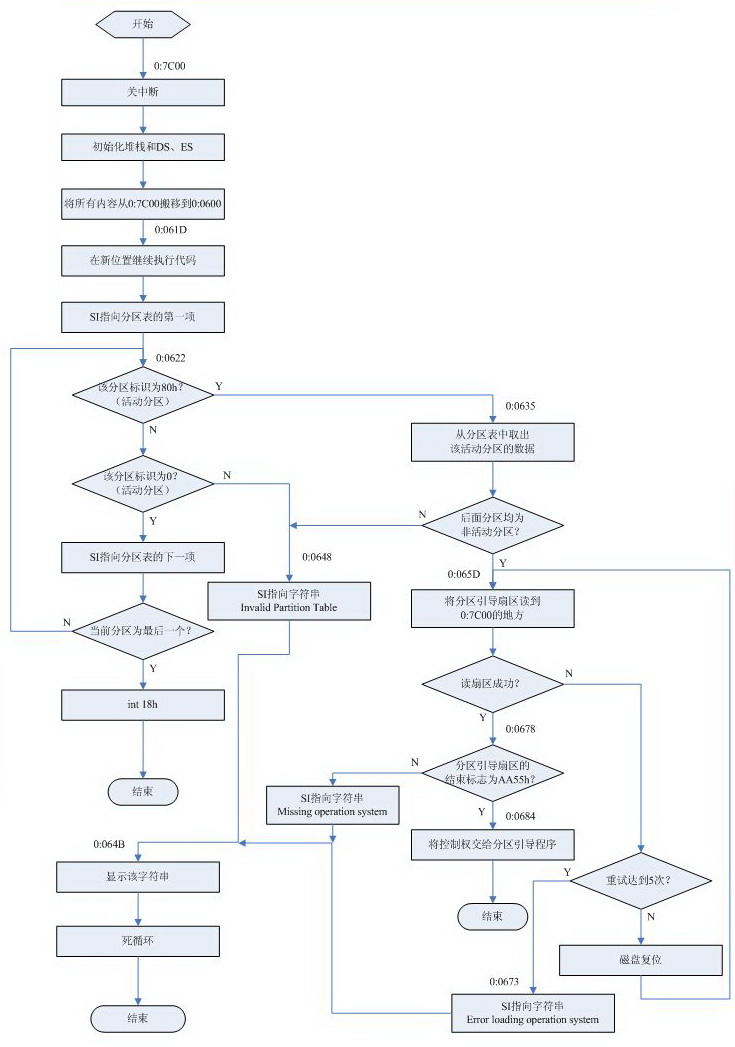 开始
0:7C00
关中断
初始化堆栈和DS、ES
将所有内容从0:7C00搬移到0:0600
0:061D
在新位置继续执行代码
SI指向分区表的第一项
0:0622
该分区标识为80h?
(活动分区)
Y
N
0:0635
从分区表中取出
该活动分区的数据
该分区标识为0?
(活动分区)
N
Y
后面分区均为
非活动分区?
N
Y
SI指向分区表的下一项
0:0648
SI指向字符串
Invalid Partition Table
0:065D
将分区引导扇区读到
0:7C00的地方
当前分区为最后一个?
N
Y
int 18h
结束
读扇区成功?
N
Y
0:0678
分区引导扇区的
结束标志为AA55h?
N
Y
SI指向字符串
Missing operation system
0:0684
将控制权交给分区引导程序
结束
0:064B
显示该字符串
死循环
结束
重试达到5次?
Y
N
磁盘复位
0:0673
SI指向字符串
Error loading operation system